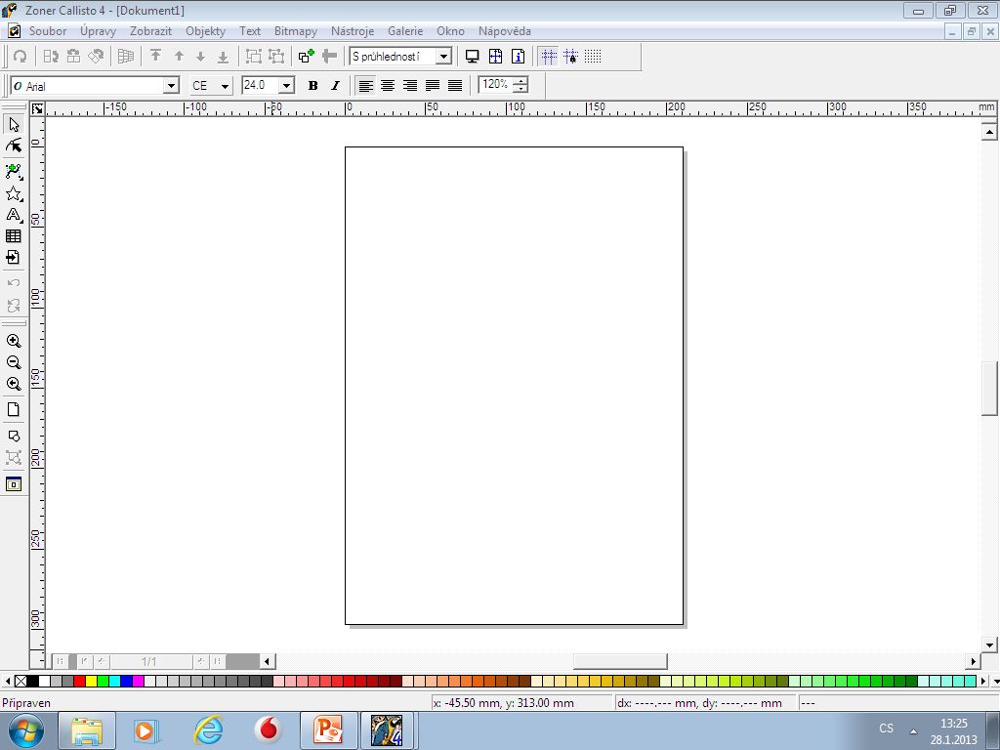 Zoner Callisto 4 - [Dokument1]
Soubor Úpravy Zobrazit Objekty Text Bitmapy Nástroje Galerie Okno Nápověda
S průhledností
O Arial CE 24.0 B I 120%
-150 -100 -50 0 50 100 150 200 250 300 350 mm
0
50
100
150
200
250
300
1/1
Připraven x: -45.50 mm, y: 313.00 mm dx: ----.--- mm, dy: ----.--- mm ---
CS 13:25
28.1.2013